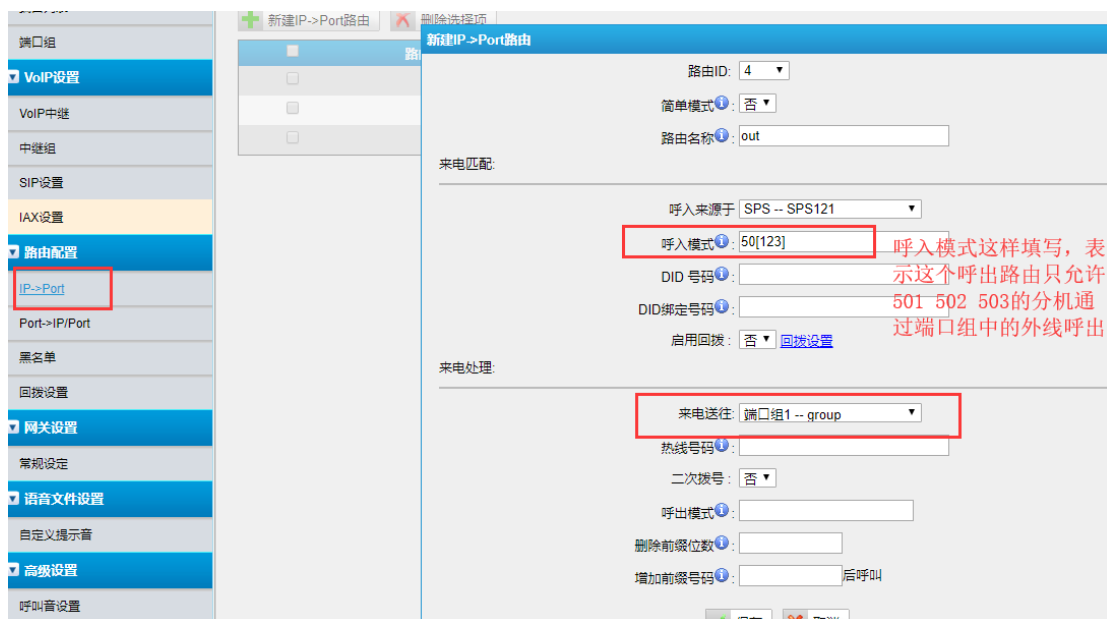 新建IP->Port路由
删除选择项
端口组
新建IP->Port路由
路由ID: 4
VoIP设置
简单模式: 否
VoIP中继
路由名称: out
中继组
来电匹配:
SIP设置
呼入来源于 SPS -- SPS121
IAX设置
呼入模式: 50[123]
呼入模式这样填写，表
示这个呼出路由只允许
501 502 503的分机通
过端口组中的外线呼出
路由配置
DID 号码:
IP->Port
DID绑定号码:
Port->IP/Port
启用回拨: 否 回拨设置
黑名单
来电处理:
回拨设置
来电送往: 端口组1 -- group
网关设置
热线号码:
常规设定
二次拨号: 否
语音文件设置
呼出模式:
自定义提示音
删除前缀位数:
高级设置
增加前缀号码: 后呼叫
呼叫音设置